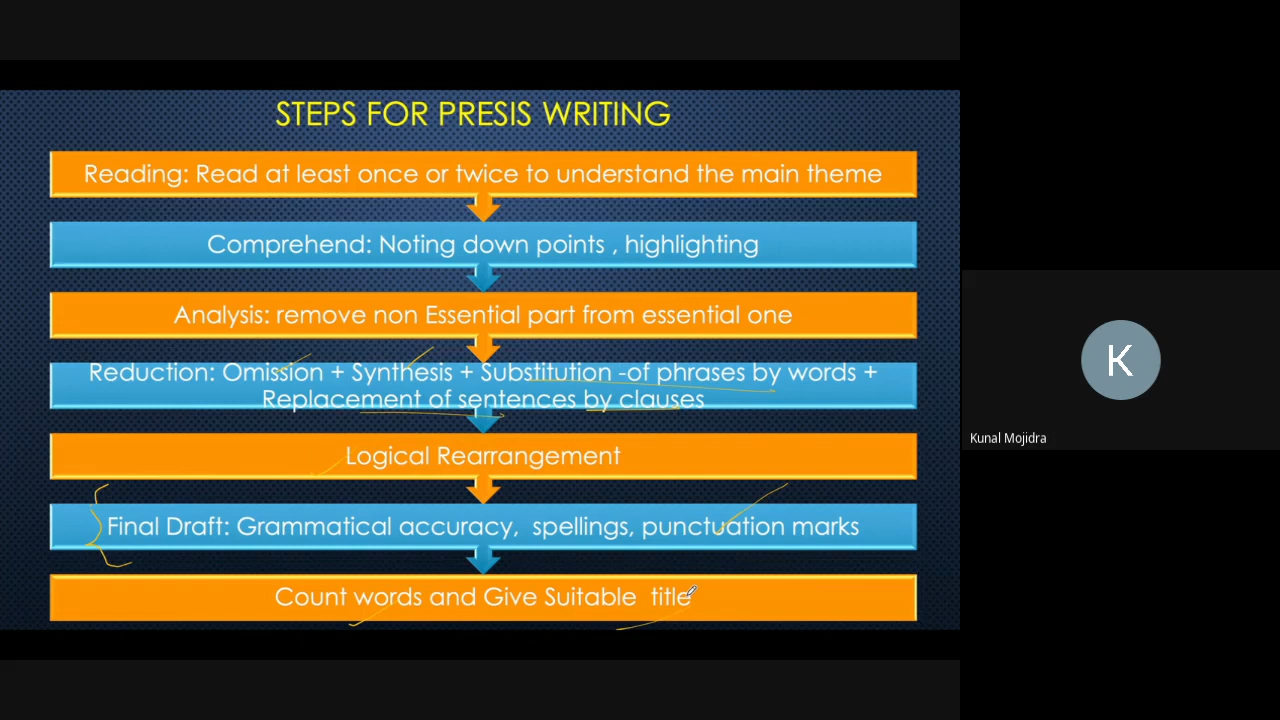 STEPS FOR PRESIS WRITING
Reading: Read at least once or twice to understand the main theme
Comprehend: Noting down points , highlighting
Analysis: remove non Essential part from essential one
Reduction: Omission + Synthesis + Substitution -of phrases by words +
Replacement of sentences by clauses
Logical Rearrangement
Final Draft: Grammatical accuracy,  spellings, punctuation marks
Count words and Give Suitable  title
K
Kunal Mojidra